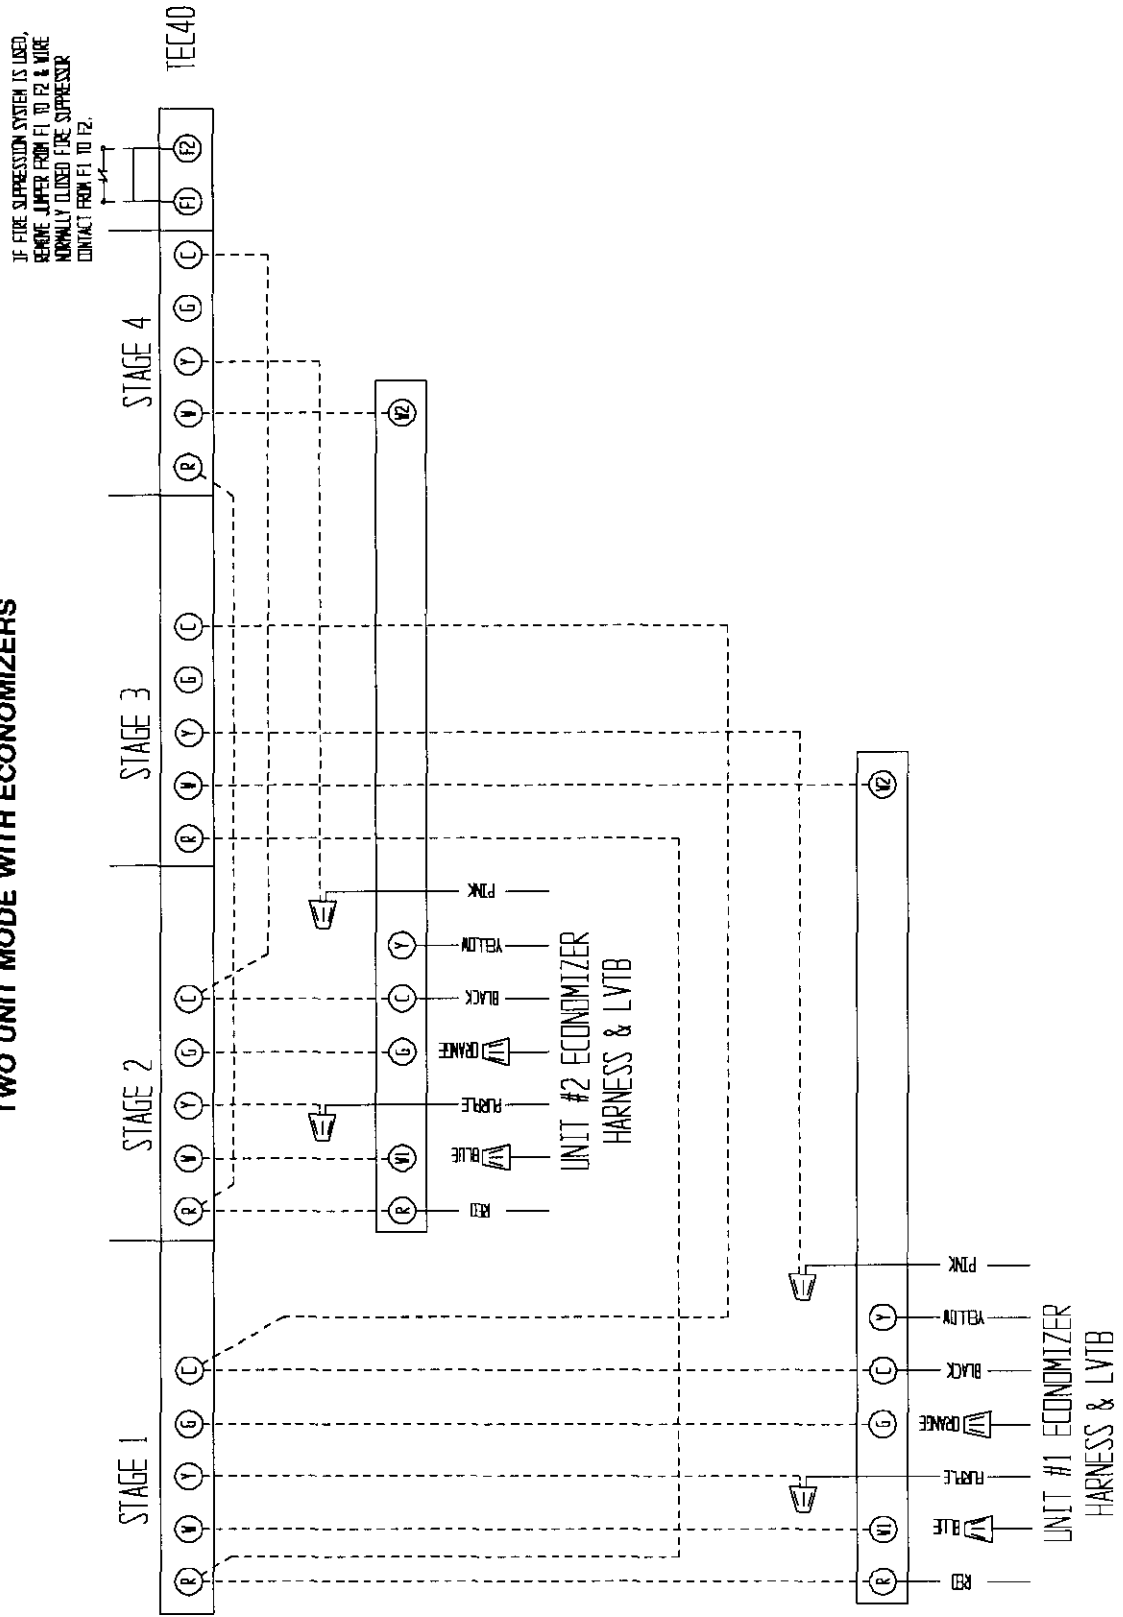 TWO UNIT MODE WITH ECONOMIZERS
IF FIRE SUPPRESSION SYSTEM IS USED,
REMOVE JUMPER FROM F1 TO F2 & WIRE
NORMALLY CLOSED FIRE SUPPRESSOR
CONTACT FROM F1 TO F2.
TEC40
STAGE 1
STAGE 2
STAGE 3
STAGE 4
R W Y G C
R W Y G C
R W Y G C
R W Y G C
F1 F2
R W1 G C Y W2
RED
BLUE
PURPLE
ORANGE
BLACK
YELLOW
PINK
UNIT #2 ECONOMIZER
HARNESS & LVTB
R W1 G C Y W2
RED
BLUE
PURPLE
ORANGE
BLACK
YELLOW
PINK
UNIT #1 ECONOMIZER
HARNESS & LVTB